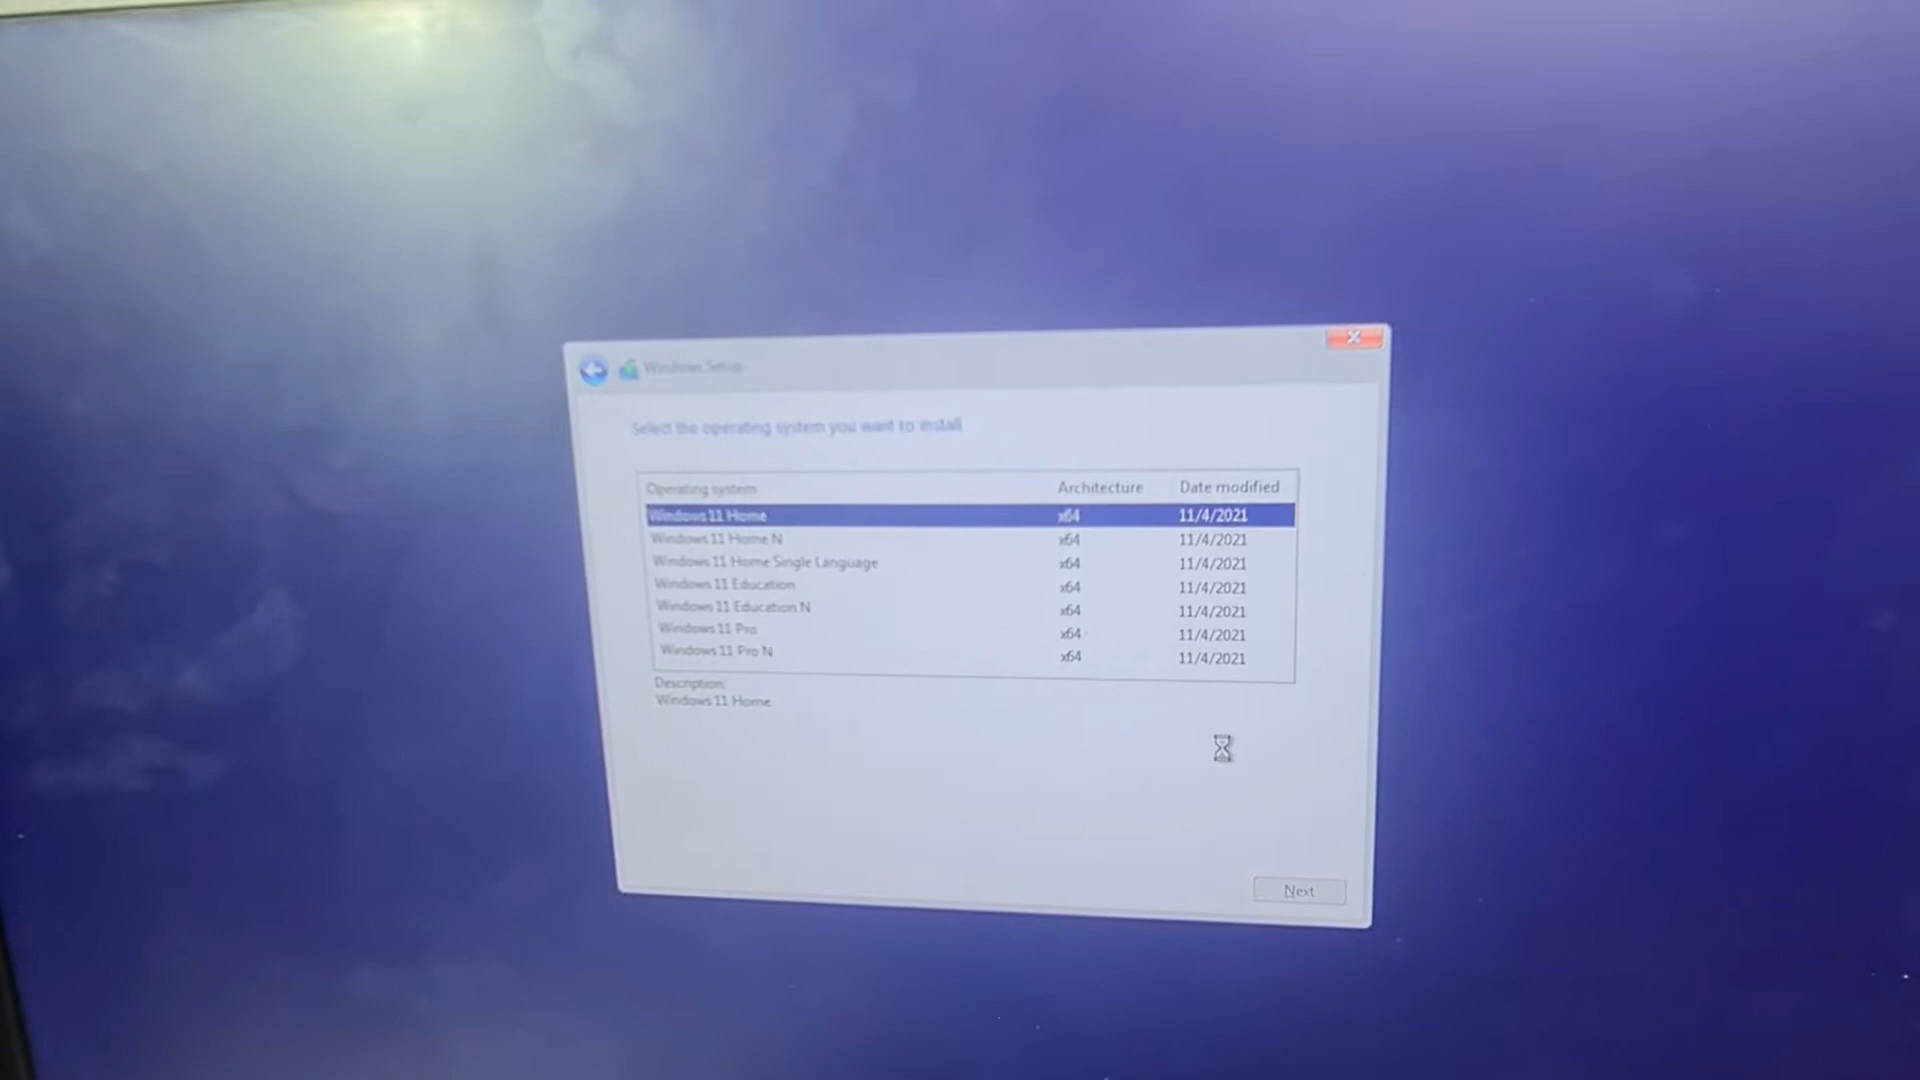 Windows Setup
Select the operating system you want to install
Operating system Architecture Date modified
Windows 11 Home x64 11/4/2021
Windows 11 Home N x64 11/4/2021
Windows 11 Home Single Language x64 11/4/2021
Windows 11 Education x64 11/4/2021
Windows 11 Education N x64 11/4/2021
Windows 11 Pro x64 11/4/2021
Windows 11 Pro N x64 11/4/2021
Description:
Windows 11 Home
Next